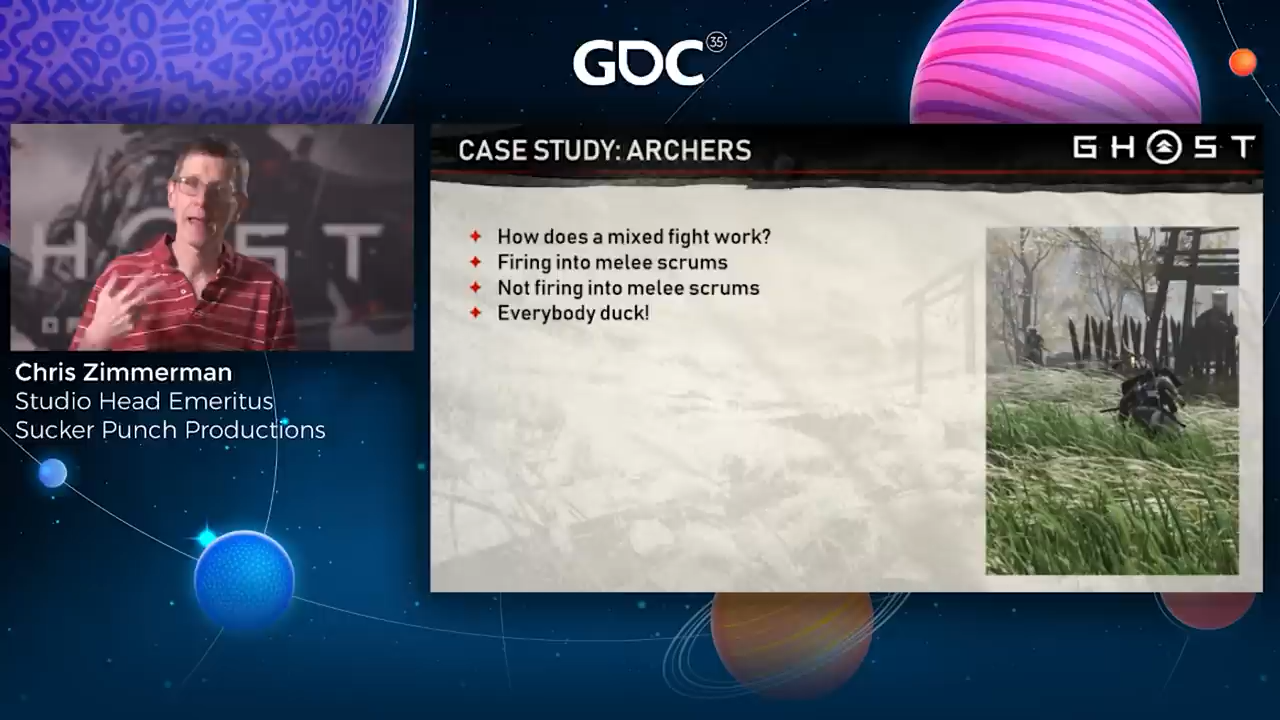 GDC 35
CASE STUDY: ARCHERS
GHOST
How does a mixed fight work?
Firing into melee scrums
Not firing into melee scrums
Everybody duck!
Chris Zimmerman
Studio Head Emeritus
Sucker Punch Productions